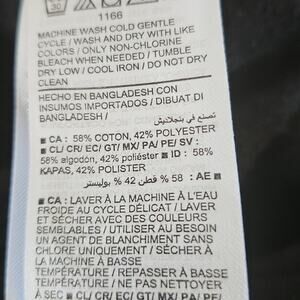 30
1166
MACHINE WASH COLD GENTLE
CYCLE / WASH AND DRY WITH LIKE
COLORS / ONLY NON-CHLORINE
BLEACH WHEN NEEDED / TUMBLE
DRY LOW / COOL IRON / DO NOT DRY
CLEAN
HECHO EN BANGLADESH CON
INSUMOS IMPORTADOS / DIBUAT DI
BANGLADESH /
تصنع في بنجلاديش
■ CA : 58% COTON, 42% POLYESTER
■ CL/ CR/ EC/ GT/ MX/ PA/ PE/ SV :
58% algodón, 42% poliéster ■ ID : 58%
KAPAS, 42% POLISTER
■ AE : 58 % قطن 42 % بوليستر
■ CA : LAVER À LA MACHINE À L'EAU
FROIDE AU CYCLE DÉLICAT / LAVER
ET SÉCHER AVEC DES COULEURS
SEMBLABLES / UTILISER AU BESOIN
UN AGENT DE BLANCHIMENT SANS
CHLORE UNIQUEMENT / SÉCHER À
LA MACHINE À BASSE
TEMPÉRATURE / REPASSER À BASSE
TEMPÉRATURE / NE PAS NETTOYER
À SEC ■ CL/ CR/ EC/ GT/ MX/ PA/ PE/